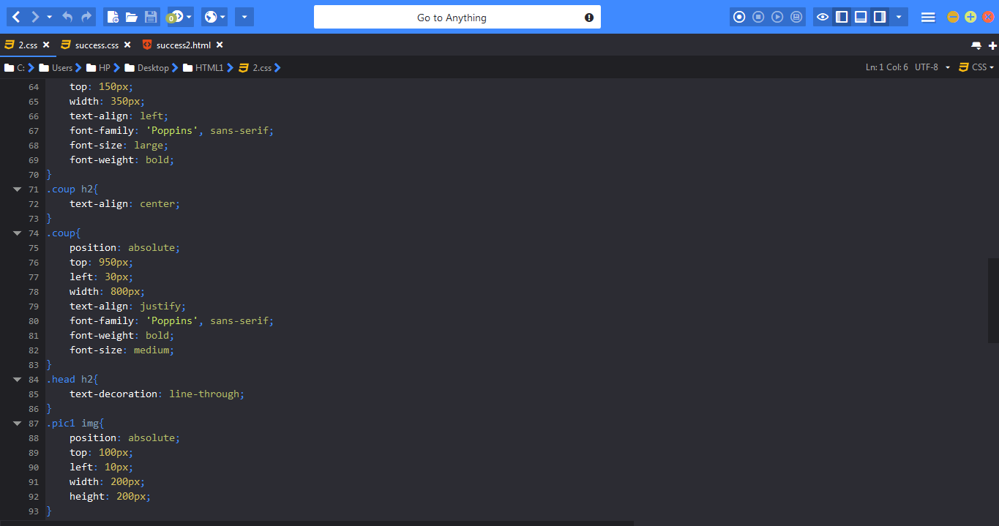 0
Go to Anything
2.css
success.css
success2.html
C: Users HP Desktop HTML1 2.css
Ln: 1 Col: 6 UTF-8 CSS
64 top: 150px;
65 width: 350px;
66 text-align: left;
67 font-family: 'Poppins', sans-serif;
68 font-size: large;
69 font-weight: bold;
70 }
71 .coup h2{
72 text-align: center;
73 }
74 .coup{
75 position: absolute;
76 top: 950px;
77 left: 30px;
78 width: 800px;
79 text-align: justify;
80 font-family: 'Poppins', sans-serif;
81 font-weight: bold;
82 font-size: medium;
83 }
84 .head h2{
85 text-decoration: line-through;
86 }
87 .pic1 img{
88 position: absolute;
89 top: 100px;
90 left: 10px;
91 width: 200px;
92 height: 200px;
93 }